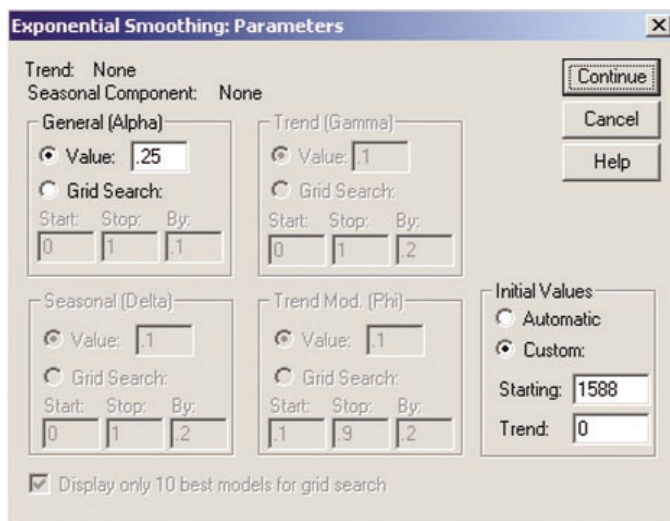 Exponential Smoothing: Parameters
Trend: None
Seasonal Component: None
Continue
Cancel
Help
General (Alpha)
Value: .25
Grid Search:
Start: Stop: By:
0 1 .1
Trend (Gamma)
Value: .1
Grid Search:
Start: Stop: By:
0 1 .2
Seasonal (Delta)
Value: .1
Grid Search:
Start: Stop: By:
0 1 .2
Trend Mod. (Phi)
Value: .1
Grid Search:
Start: Stop: By:
.1 .9 .2
Initial Values
Automatic
Custom:
Starting: 1588
Trend: 0
Display only 10 best models for grid search